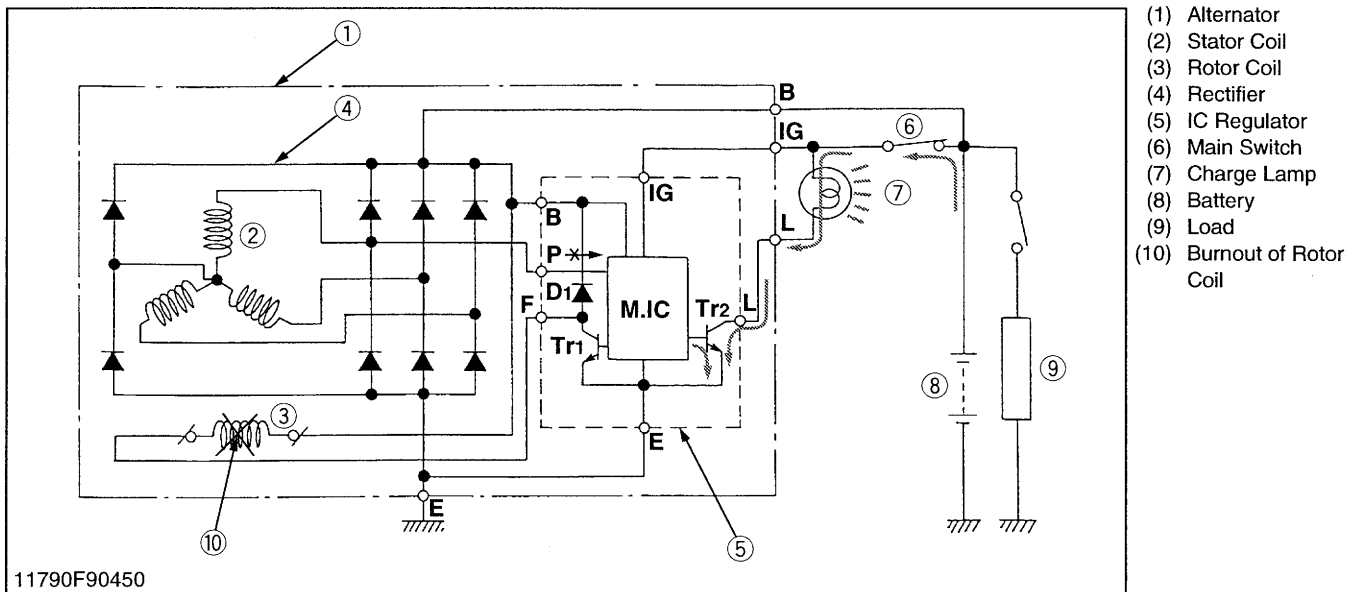 ①
④
B
IG
⑥
IG
⑦
B
②
L
P
D1
F
M.IC
Tr2
L
Tr1
⑧
⑨
③
E
E
⑩
⑤
11790F90450
(1) Alternator
(2) Stator Coil
(3) Rotor Coil
(4) Rectifier
(5) IC Regulator
(6) Main Switch
(7) Charge Lamp
(8) Battery
(9) Load
(10) Burnout of Rotor
Coil